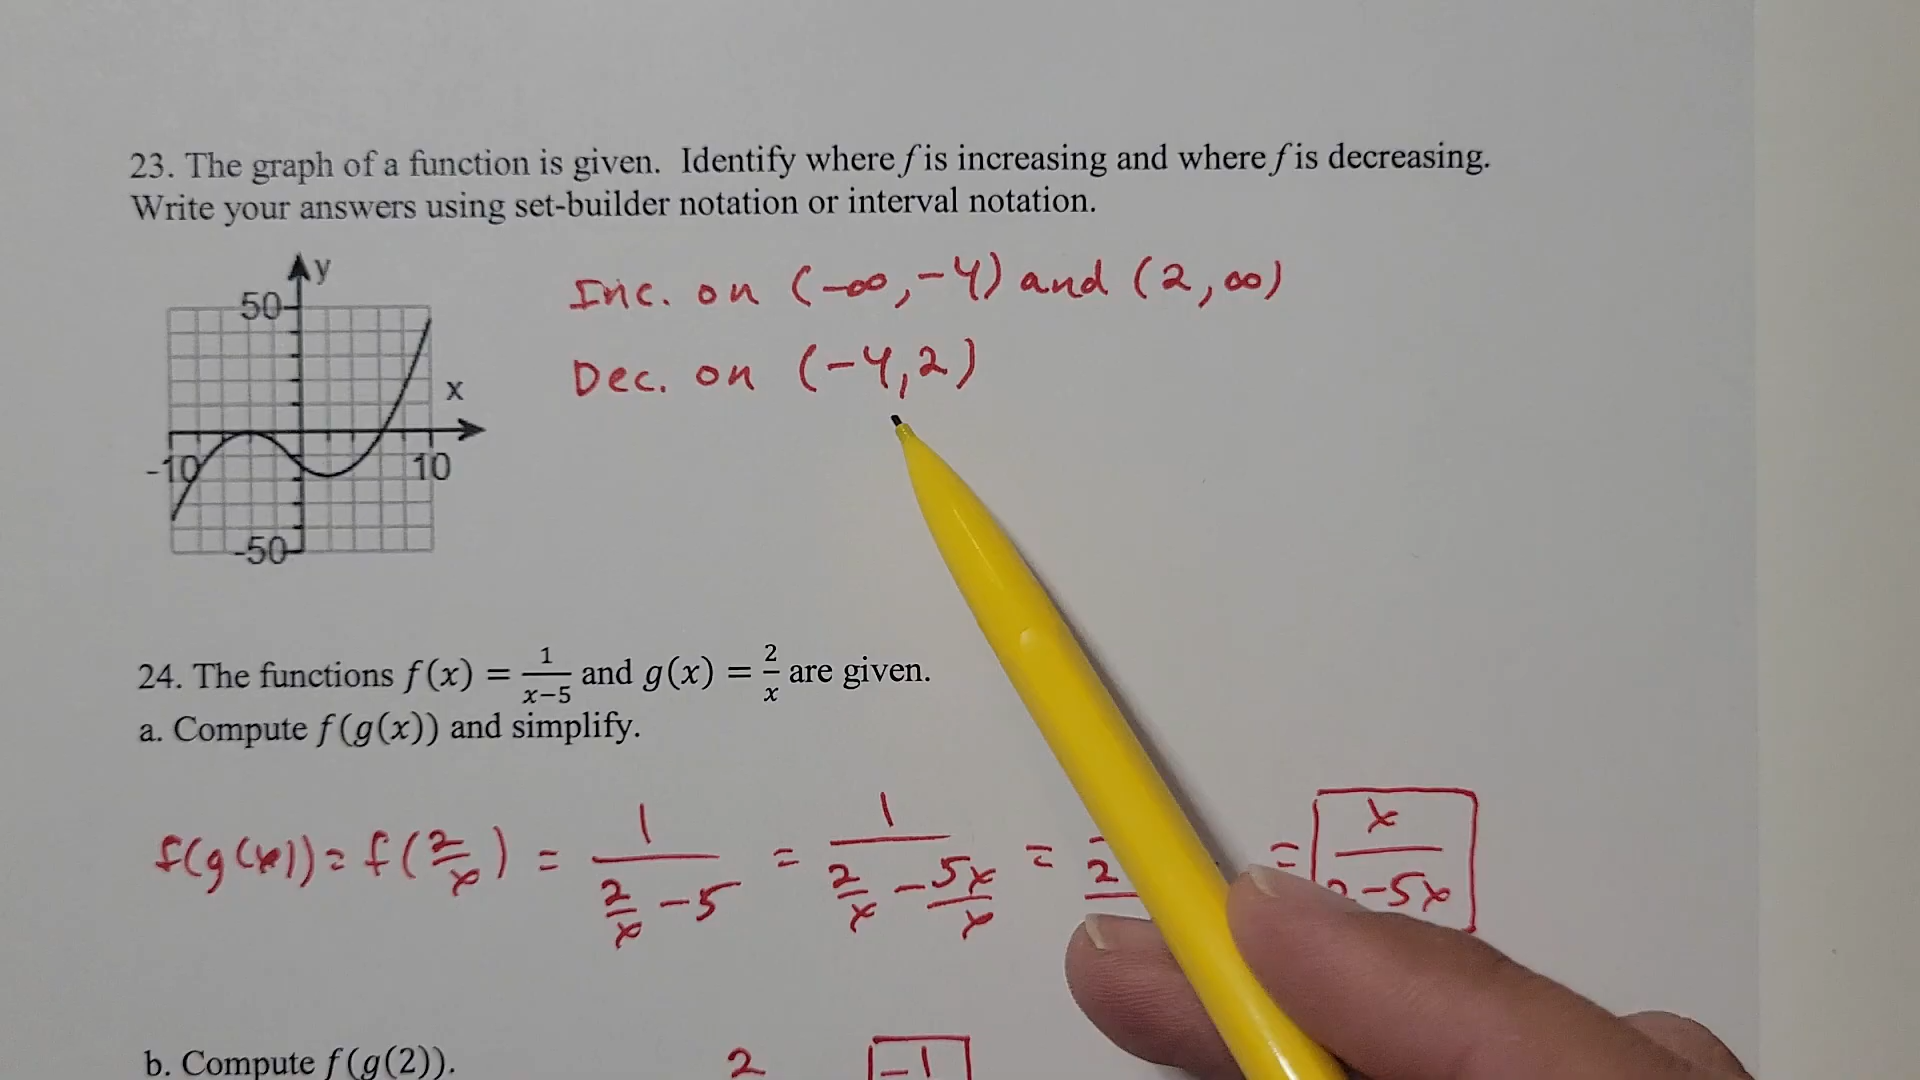 23. The graph of a function is given. Identify where f is increasing and where f is decreasing.
Write your answers using set-builder notation or interval notation.
y
50
x
-10
10
-50
Inc. on (-∞, -4) and (2, ∞)
Dec. on (-4, 2)
24. The functions f(x) = 1/(x-5) and g(x) = 2/x are given.
a. Compute f(g(x)) and simplify.
f(g(x)) = f(2/x) = 1/(2/x - 5) = 1/(2/x - 5x/x) = = x/(-5x)
b. Compute f(g(2)).
2
-1